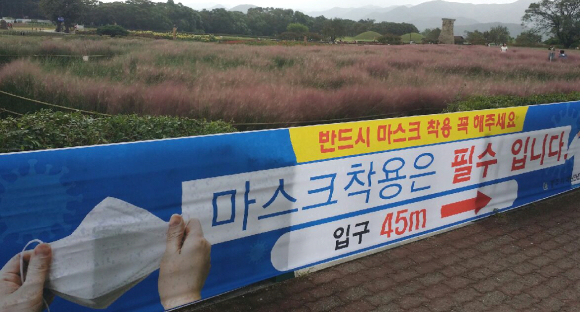 반드시 마스크 착용 꼭 해주세요
마스크착용은 필수 입니다.
입구 45m